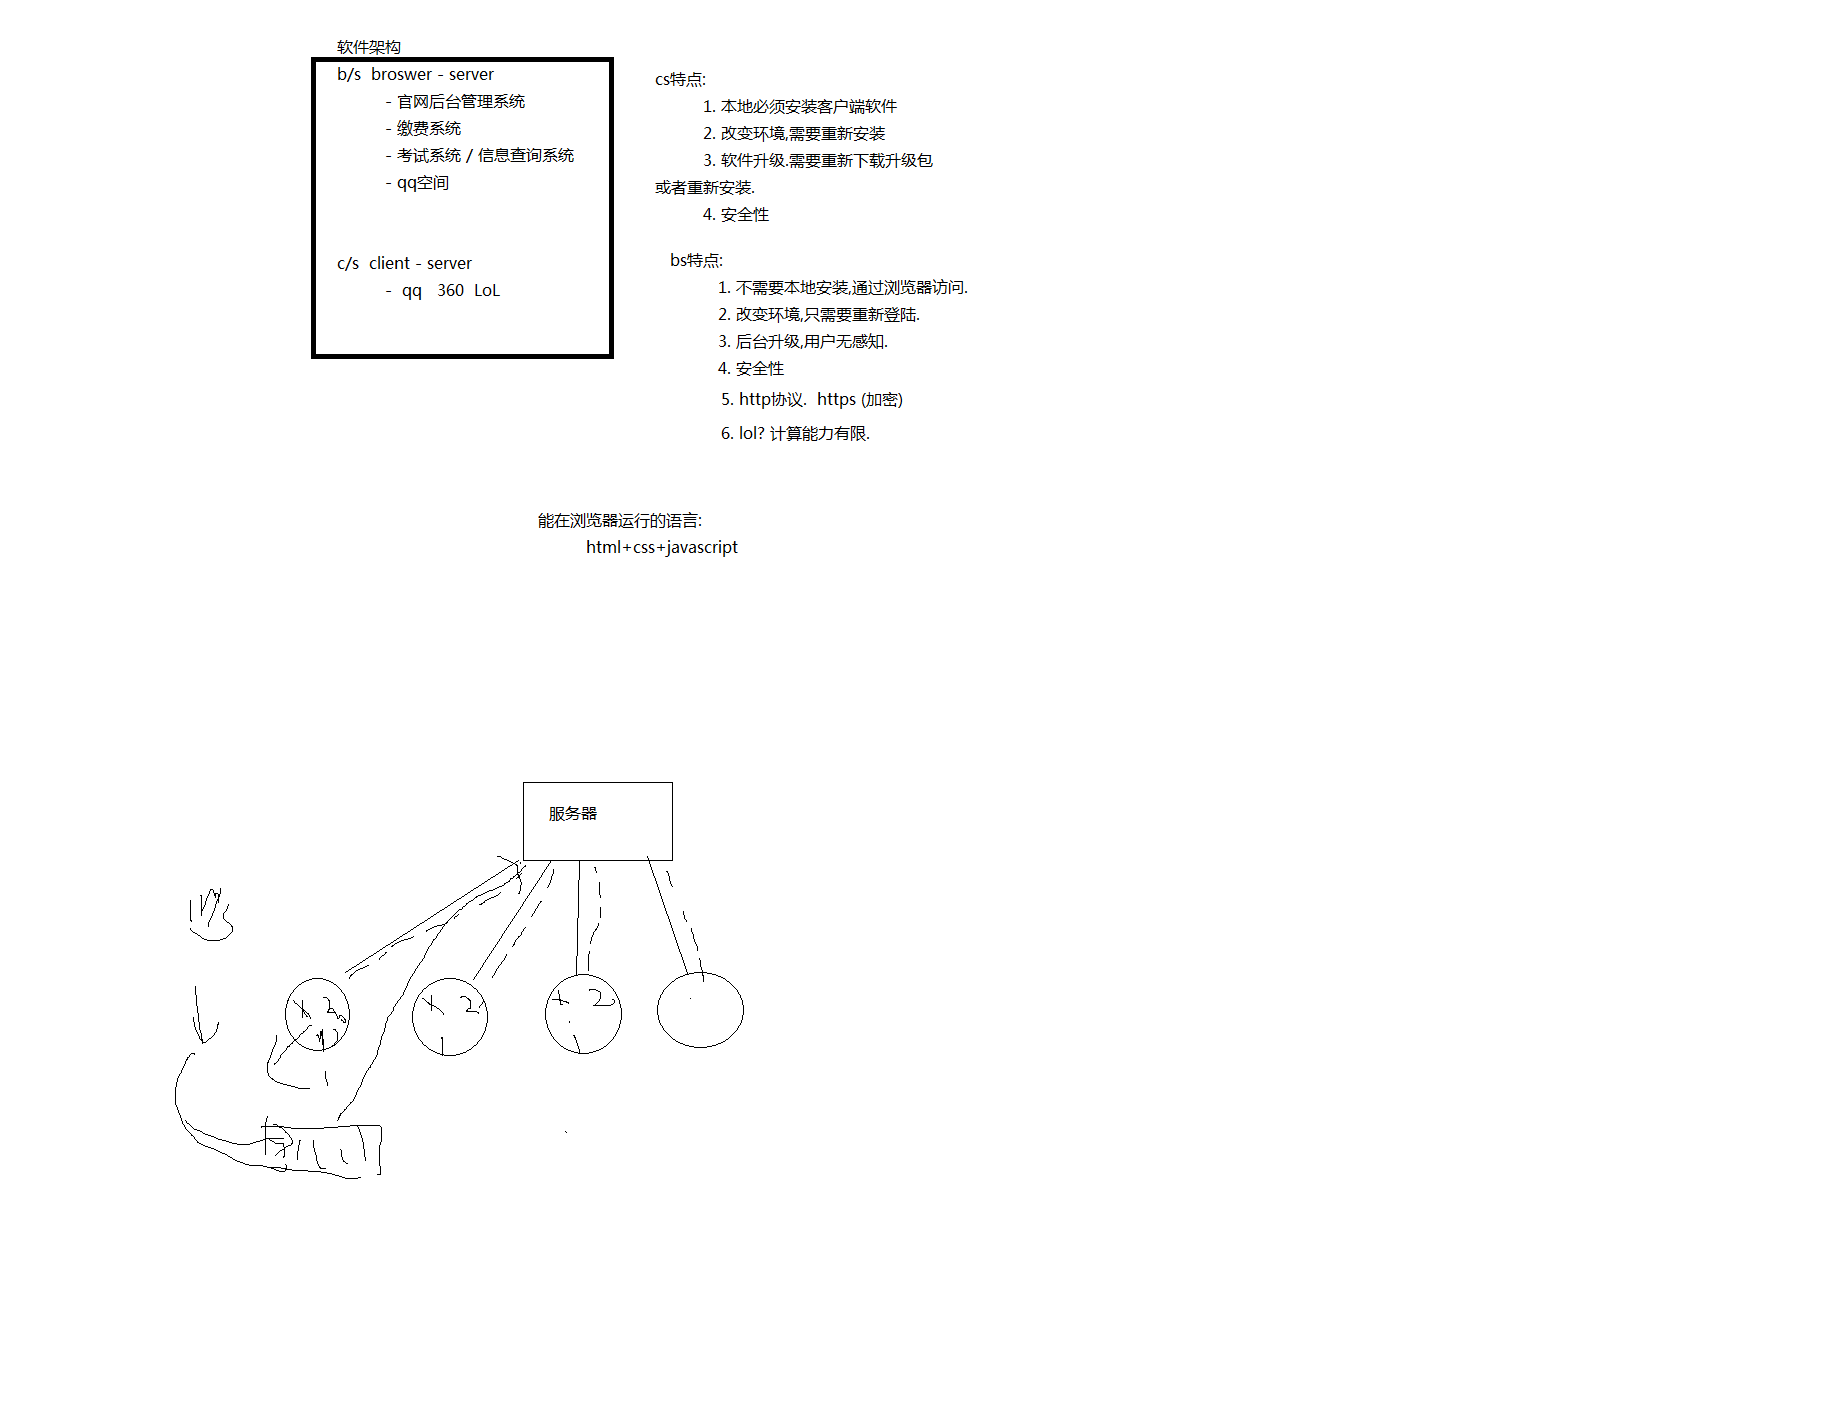 软件架构
b/s  broswer - server
- 官网后台管理系统
- 缴费系统
- 考试系统 / 信息查询系统
- qq空间
c/s  client - server
-  qq   360  LoL
cs特点:
1. 本地必须安装客户端软件
2. 改变环境,需要重新安装
3. 软件升级.需要重新下载升级包
或者重新安装.
4. 安全性
bs特点:
1. 不需要本地安装,通过浏览器访问.
2. 改变环境,只需要重新登陆.
3. 后台升级,用户无感知.
4. 安全性
5. http协议.  https (加密)
6. lol? 计算能力有限.
能在浏览器运行的语言:
html+css+javascript
服务器